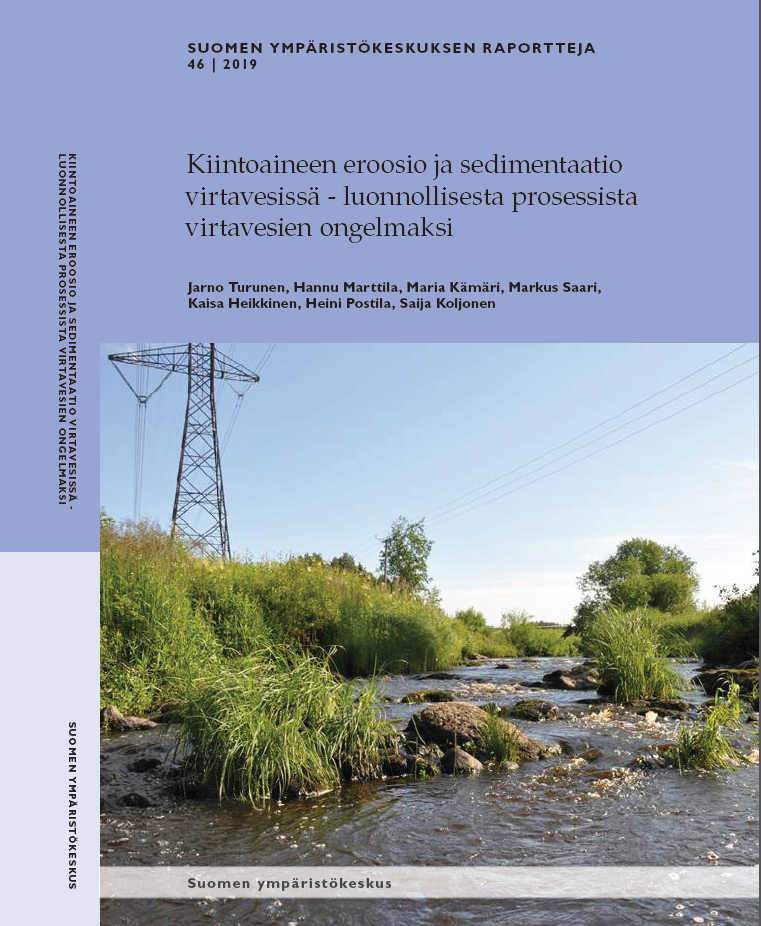 SUOMEN YMPÄRISTÖKESKUKSEN RAPORTTEJA
46 | 2019
Kiintoaineen eroosio ja sedimentaatio
virtavesissä - luonnollisesta prosessista
virtavesien ongelmaksi
Jarno Turunen, Hannu Marttila, Maria Kämäri, Markus Saari,
Kaisa Heikkinen, Heini Postila, Saija Koljonen
KIINTOAINEEN EROOSIO JA SEDIMENTAATIO VIRTAVESISSÄ -
LUONNOLLISESTA PROSESSISTA VIRTAVESIEN ONGELMAKSI
SUOMEN YMPÄRISTÖKESKUS
Suomen ympäristökeskus